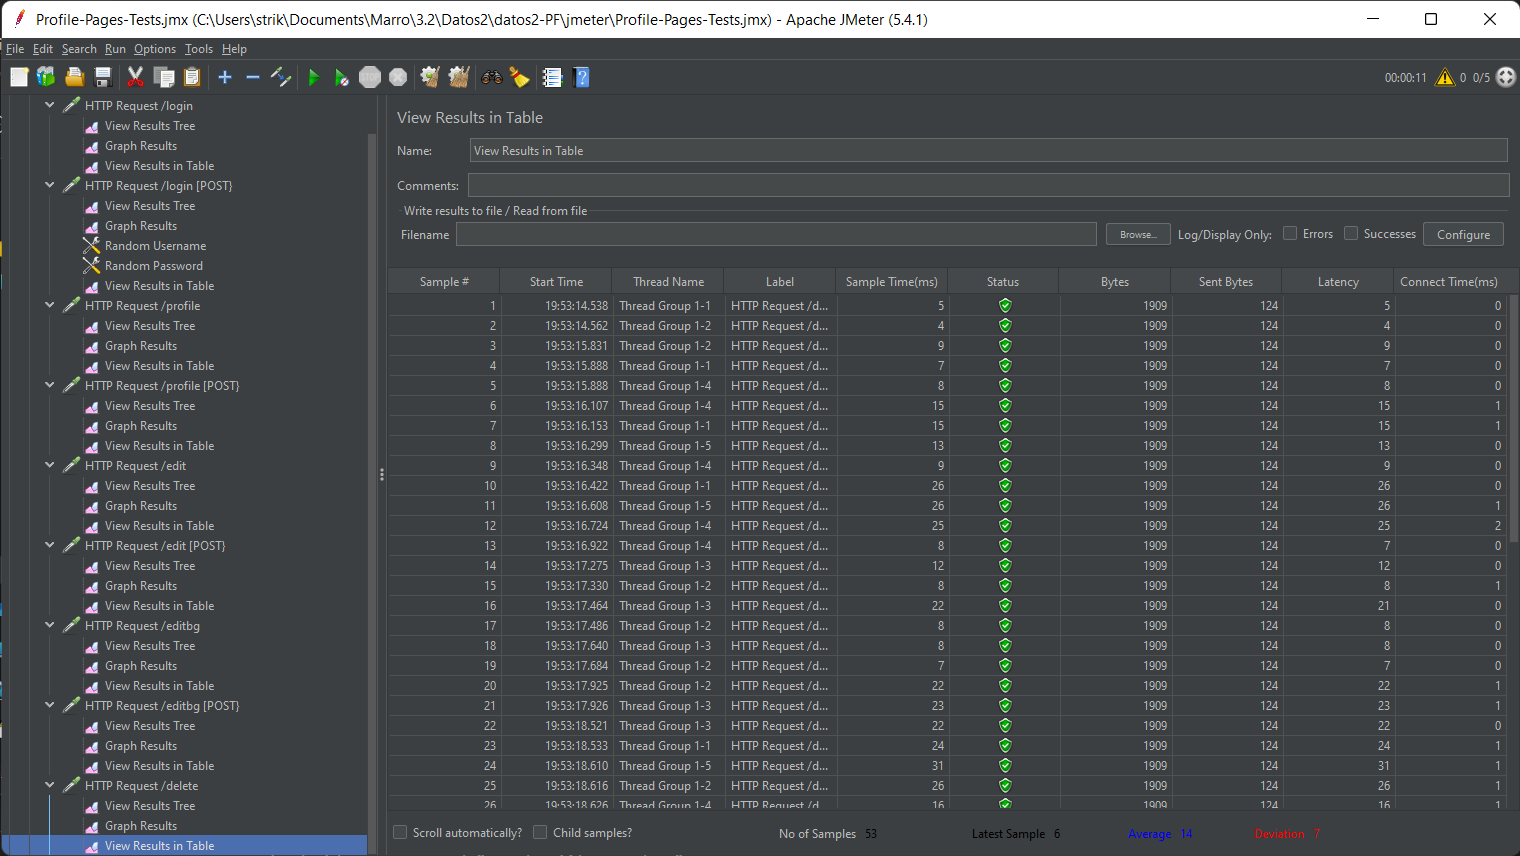 Profile-Pages-Tests.jmx (C:\Users\strik\Documents\Marro\3.2\Datos2\datos2-PF\jmeter\Profile-Pages-Tests.jmx) - Apache JMeter (5.4.1)
File Edit Search Run Options Tools Help
00:00:11 0 0/5
HTTP Request /login
View Results Tree
Graph Results
View Results in Table
HTTP Request /login [POST}
View Results Tree
Graph Results
Random Username
Random Password
View Results in Table
HTTP Request /profile
View Results Tree
Graph Results
View Results in Table
HTTP Request /profile [POST}
View Results Tree
Graph Results
View Results in Table
HTTP Request /edit
View Results Tree
Graph Results
View Results in Table
HTTP Request /edit [POST}
View Results Tree
Graph Results
View Results in Table
HTTP Request /editbg
View Results Tree
Graph Results
View Results in Table
HTTP Request /editbg [POST}
View Results Tree
Graph Results
View Results in Table
HTTP Request /delete
View Results Tree
Graph Results
View Results in Table
View Results in Table
Name: View Results in Table
Comments:
Write results to file / Read from file
Filename Browse... Log/Display Only: Errors Successes Configure
Sample # Start Time Thread Name Label Sample Time(ms) Status Bytes Sent Bytes Latency Connect Time(ms)
1 19:53:14.538 Thread Group 1-1 HTTP Request /d... 5 1909 124 5 0
2 19:53:14.562 Thread Group 1-2 HTTP Request /d... 4 1909 124 4 0
3 19:53:15.831 Thread Group 1-2 HTTP Request /d... 9 1909 124 9 0
4 19:53:15.888 Thread Group 1-1 HTTP Request /d... 7 1909 124 7 0
5 19:53:15.888 Thread Group 1-4 HTTP Request /d... 8 1909 124 8 0
6 19:53:16.107 Thread Group 1-4 HTTP Request /d... 15 1909 124 15 1
7 19:53:16.153 Thread Group 1-1 HTTP Request /d... 15 1909 124 15 1
8 19:53:16.299 Thread Group 1-5 HTTP Request /d... 13 1909 124 13 0
9 19:53:16.348 Thread Group 1-4 HTTP Request /d... 9 1909 124 9 0
10 19:53:16.422 Thread Group 1-1 HTTP Request /d... 26 1909 124 26 0
11 19:53:16.608 Thread Group 1-5 HTTP Request /d... 26 1909 124 26 1
12 19:53:16.724 Thread Group 1-4 HTTP Request /d... 25 1909 124 25 2
13 19:53:16.922 Thread Group 1-4 HTTP Request /d... 8 1909 124 7 0
14 19:53:17.275 Thread Group 1-3 HTTP Request /d... 12 1909 124 12 0
15 19:53:17.330 Thread Group 1-2 HTTP Request /d... 8 1909 124 8 1
16 19:53:17.464 Thread Group 1-3 HTTP Request /d... 22 1909 124 21 0
17 19:53:17.486 Thread Group 1-2 HTTP Request /d... 8 1909 124 8 0
18 19:53:17.640 Thread Group 1-3 HTTP Request /d... 8 1909 124 8 0
19 19:53:17.684 Thread Group 1-2 HTTP Request /d... 7 1909 124 7 0
20 19:53:17.925 Thread Group 1-2 HTTP Request /d... 22 1909 124 22 1
21 19:53:17.926 Thread Group 1-3 HTTP Request /d... 23 1909 124 23 1
22 19:53:18.521 Thread Group 1-3 HTTP Request /d... 22 1909 124 22 0
23 19:53:18.533 Thread Group 1-1 HTTP Request /d... 24 1909 124 24 1
24 19:53:18.610 Thread Group 1-5 HTTP Request /d... 31 1909 124 31 1
25 19:53:18.616 Thread Group 1-2 HTTP Request /d... 26 1909 124 26 1
26 19:53:18.626 Thread Group 1-4 HTTP Request /d... 16 1909 124 16 1
Scroll automatically? Child samples? No of Samples 53 Latest Sample 6 Average 14 Deviation 7